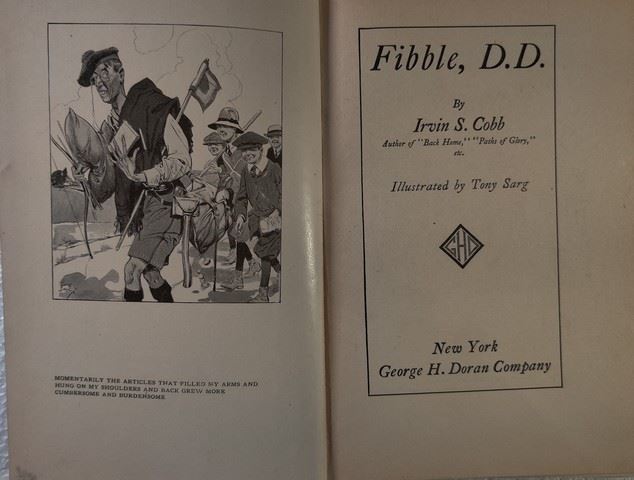 MOMENTARILY THE ARTICLES THAT FILLED MY ARMS AND
HUNG ON MY SHOULDERS AND BACK GREW MORE
CUMBERSOME AND BURDENSOME
Fibble, D.D.
By
Irvin S. Cobb
Author of "Back Home," "Paths of Glory,"
etc.
Illustrated by Tony Sarg
GHD
New York
George H. Doran Company